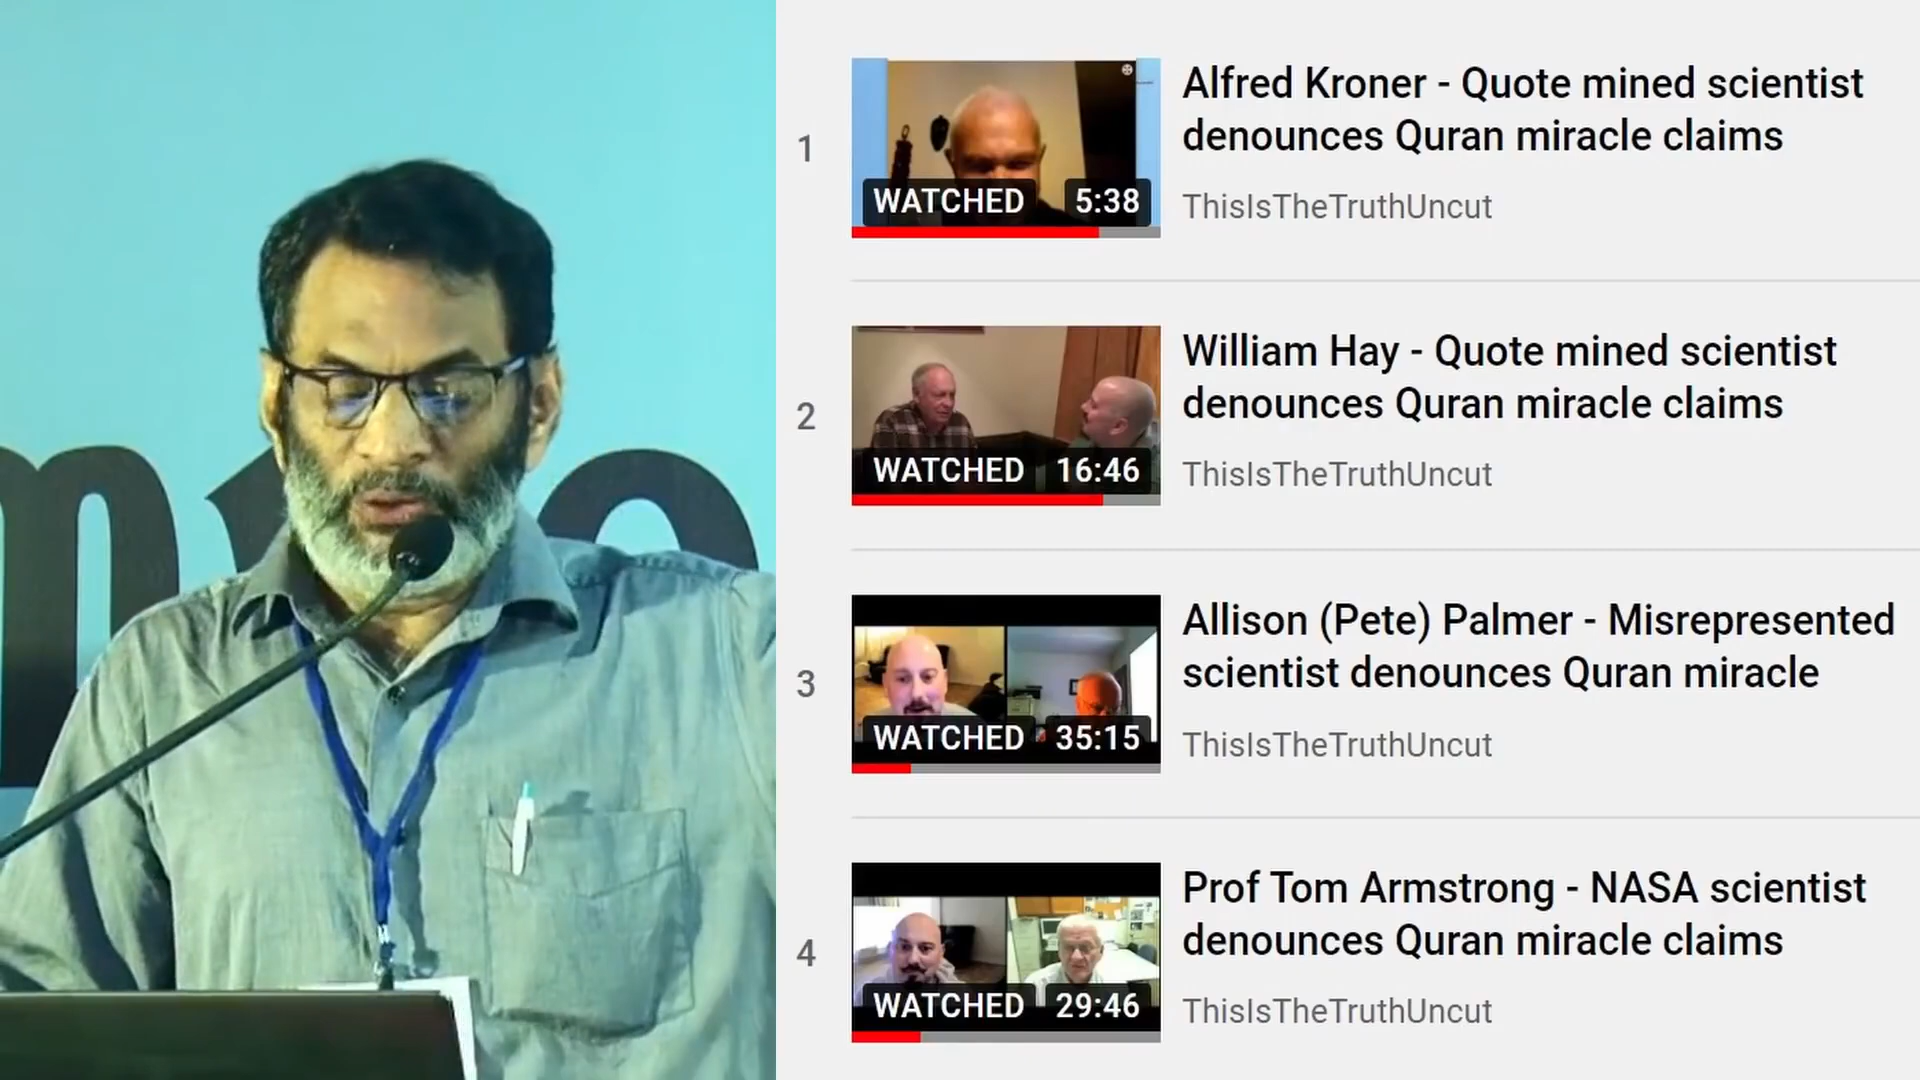 1
Alfred Kroner - Quote mined scientist
denounces Quran miracle claims
ThisIsTheTruthUncut
WATCHED 5:38
2
William Hay - Quote mined scientist
denounces Quran miracle claims
ThisIsTheTruthUncut
WATCHED 16:46
3
Allison (Pete) Palmer - Misrepresented
scientist denounces Quran miracle
ThisIsTheTruthUncut
WATCHED 35:15
4
Prof Tom Armstrong - NASA scientist
denounces Quran miracle claims
ThisIsTheTruthUncut
WATCHED 29:46